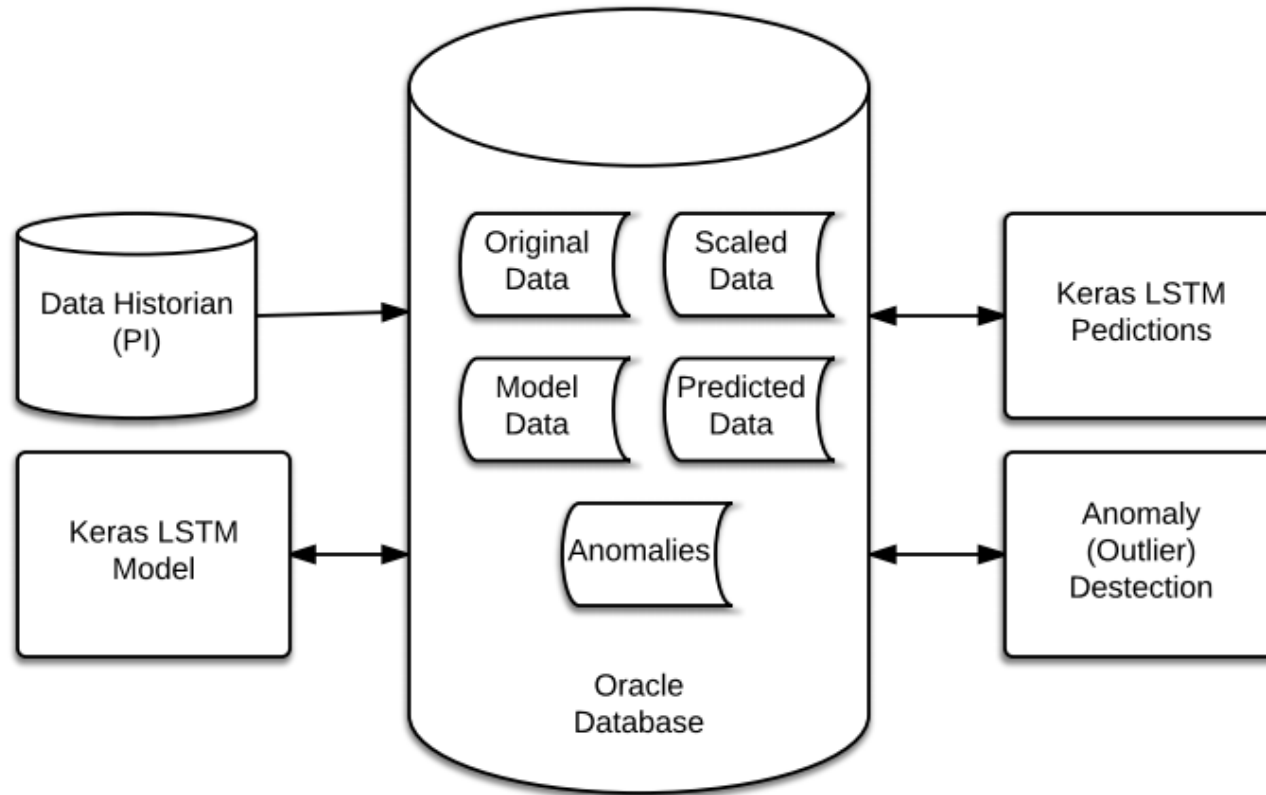 Data Historian
(PI)
Keras LSTM
Model
Original
Data
Scaled
Data
Model
Data
Predicted
Data
Anomalies
Oracle
Database
Keras LSTM
Pedictions
Anomaly
(Outlier)
Destection